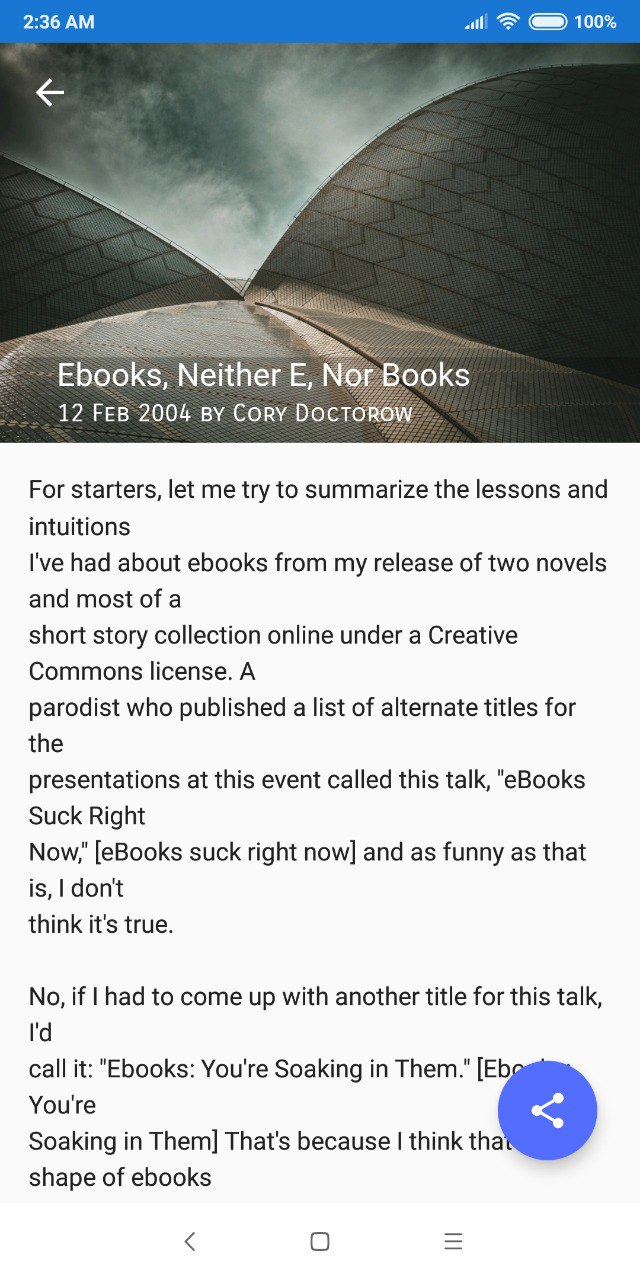 2:36 AM
100%
Ebooks, Neither E, Nor Books
12 Feb 2004 by Cory Doctorow
For starters, let me try to summarize the lessons and
intuitions
I've had about ebooks from my release of two novels
and most of a
short story collection online under a Creative
Commons license. A
parodist who published a list of alternate titles for
the
presentations at this event called this talk, "eBooks
Suck Right
Now," [eBooks suck right now] and as funny as that
is, I don't
think it's true.
No, if I had to come up with another title for this talk,
I'd
call it: "Ebooks: You're Soaking in Them."
You're
Soaking in Them] That's because I think that
shape of ebooks